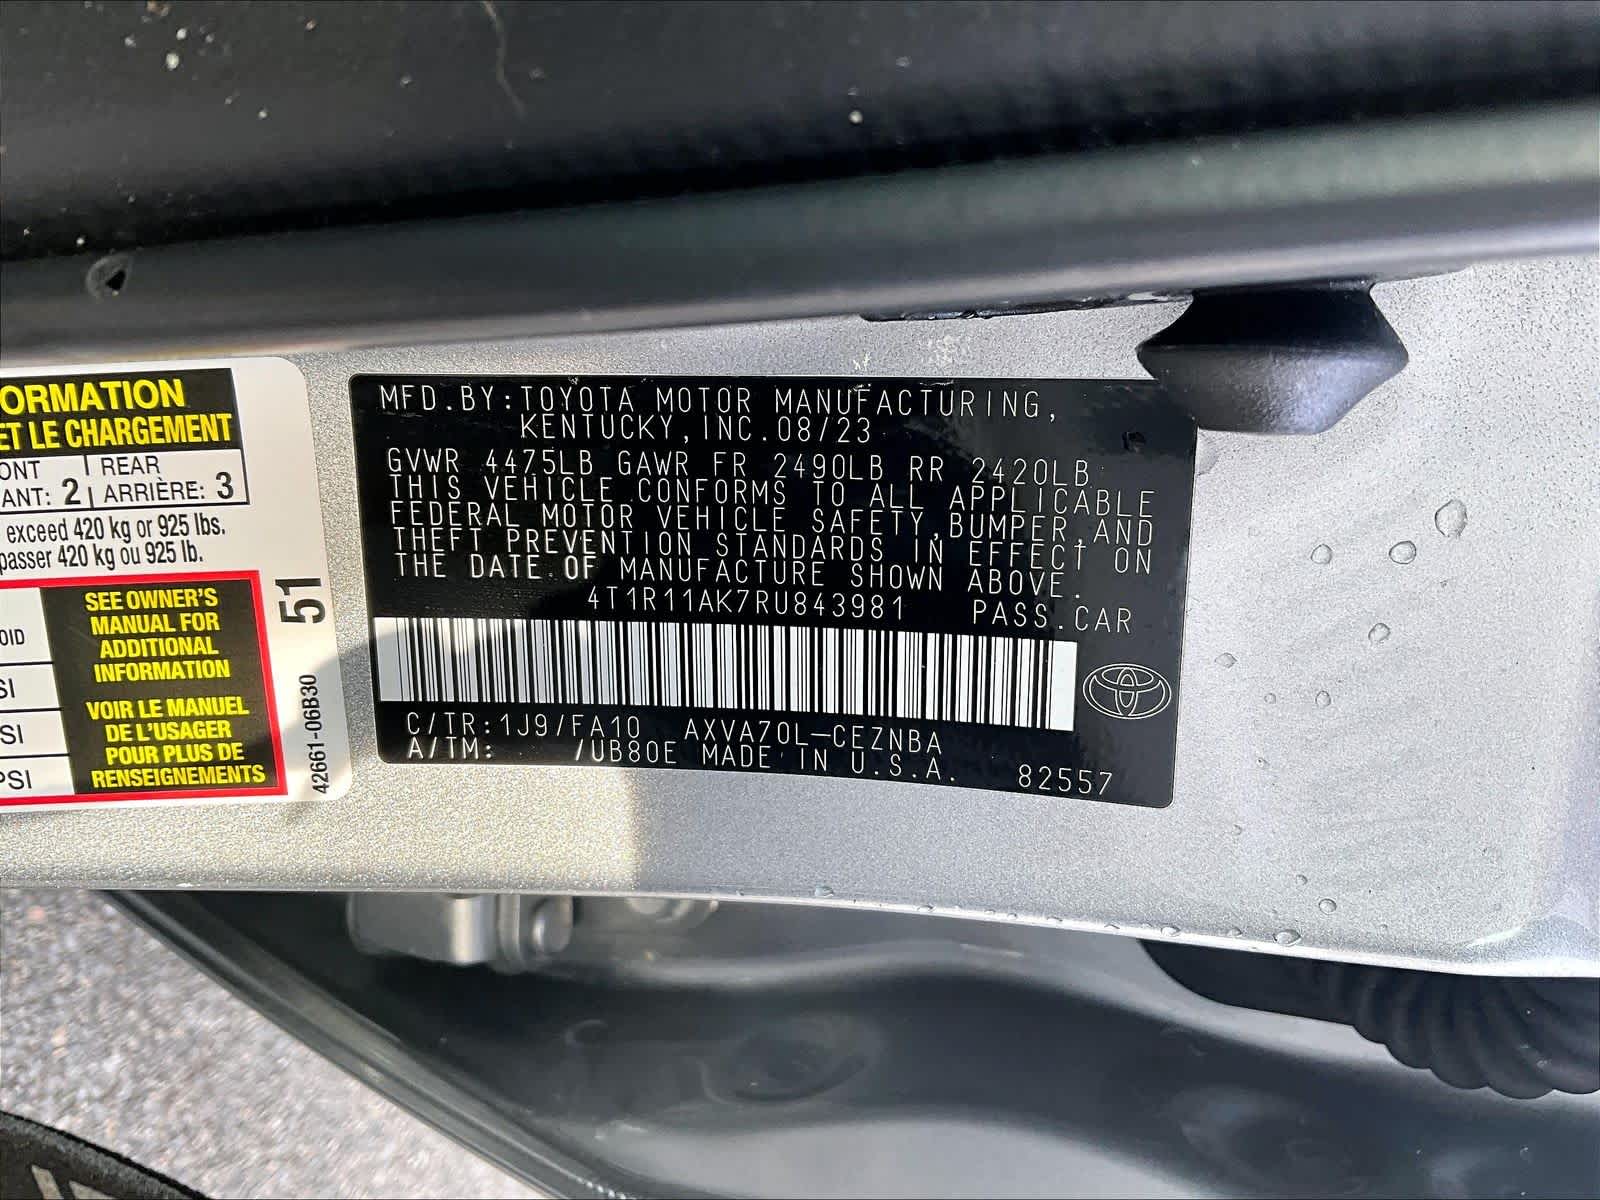 ORMATION
ET LE CHARGEMENT
ONT REAR
ANT: 2 ARRIÈRE: 3
exceed 420 kg or 925 lbs.
passer 420 kg ou 925 lb.
OID
SI
SI
PSI
SEE OWNER'S
MANUAL FOR
ADDITIONAL
INFORMATION
VOIR LE MANUEL
DE L'USAGER
POUR PLUS DE
RENSEIGNEMENTS
51
42661-06B30
MFD.BY:TOYOTA MOTOR MANUFACTURING,
KENTUCKY,INC.08/23
GVWR 4475LB GAWR FR 2490LB RR 2420LB
THIS VEHICLE CONFORMS TO ALL APPLICABLE
FEDERAL MOTOR VEHICLE SAFETY,BUMPER,AND
THEFT PREVENTION STANDARDS IN EFFECT ON
THE DATE OF MANUFACTURE SHOWN ABOVE.
4T1R11AK7RU843981 PASS.CAR
C/TR:1J9/FA10 AXVA70L-CEZNBA
A/TM: /UB80E MADE IN U.S.A. 82557